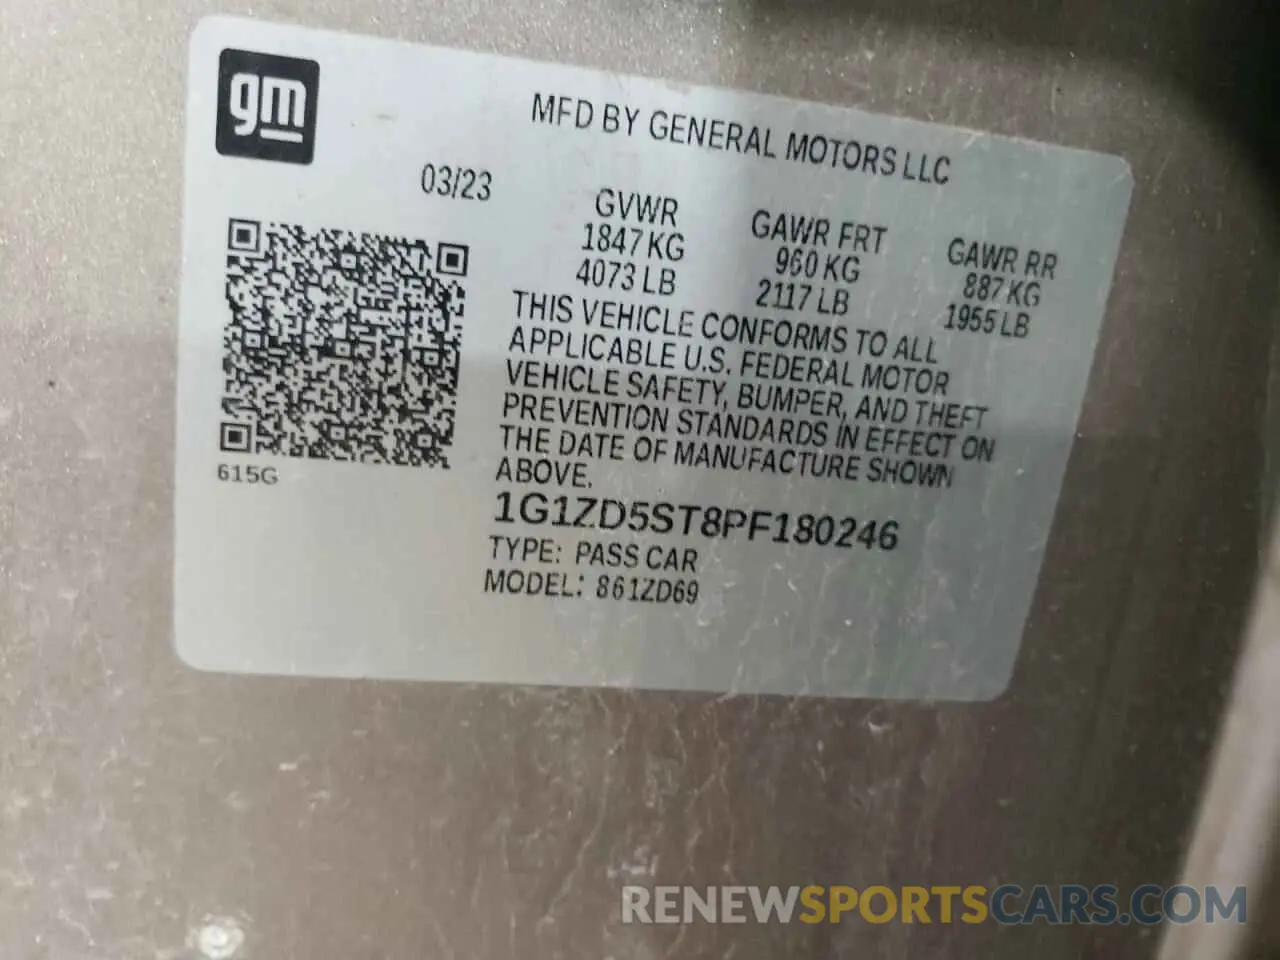 gm
MFD BY GENERAL MOTORS LLC
03/23
GVWR
1847 KG
4073 LB
GAWR FRT
960 KG
2117 LB
GAWR RR
887 KG
1955 LB
THIS VEHICLE CONFORMS TO ALL
APPLICABLE U.S. FEDERAL MOTOR
VEHICLE SAFETY, BUMPER, AND THEFT
PREVENTION STANDARDS IN EFFECT ON
THE DATE OF MANUFACTURE SHOWN
ABOVE.
615G
1G1ZD5ST8PF180246
TYPE: PASS CAR
MODEL: 861ZD69
RENEWSPORTSCARS.COM